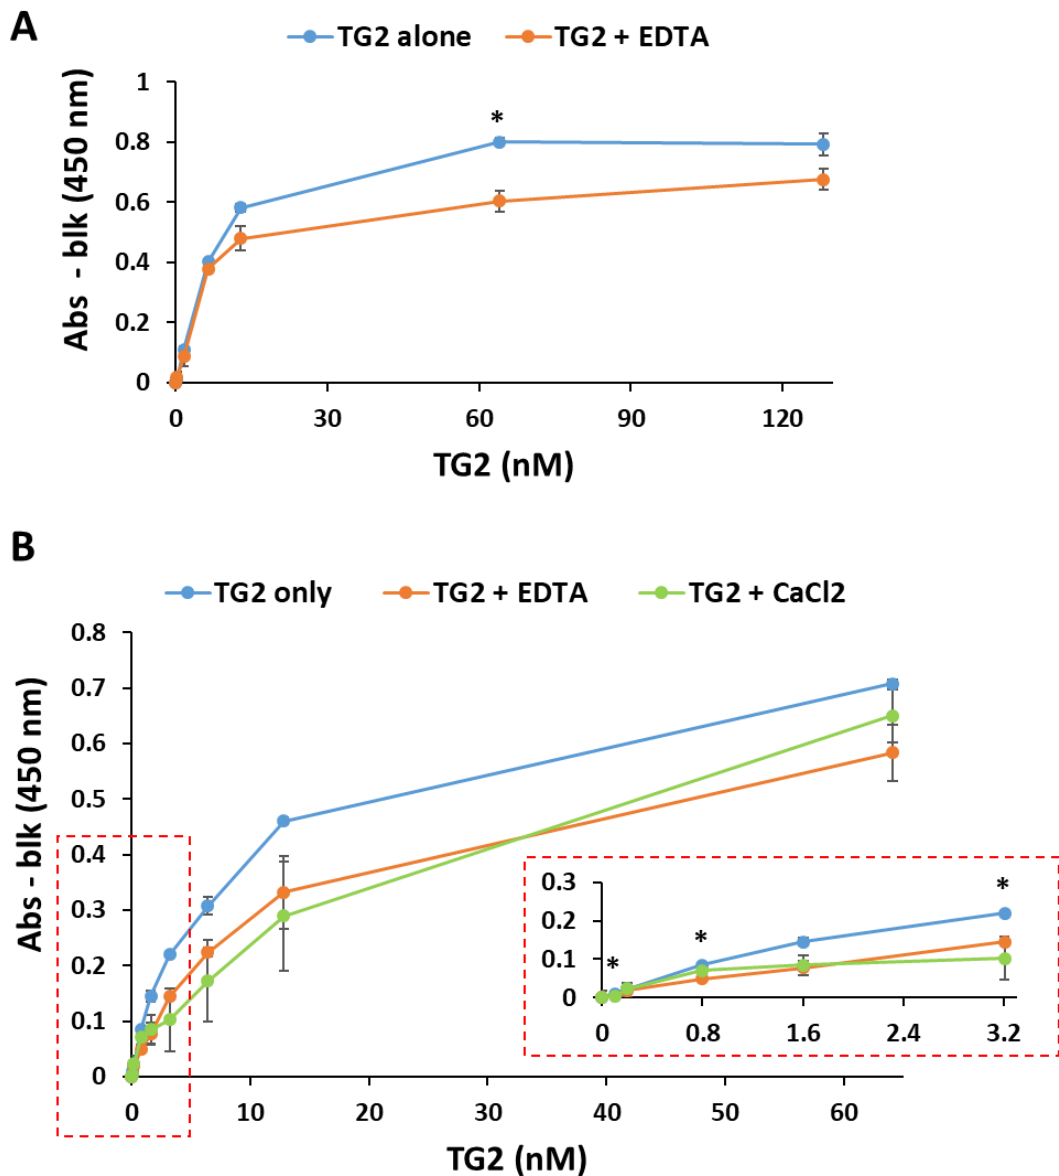 A
TG2 alone TG2 + EDTA
Abs - blk (450 nm)
1
0.8
0.6
0.4
0.2
0
*
0 30 60 90 120
TG2 (nM)
B
TG2 only TG2 + EDTA TG2 + CaCl2
Abs - blk (450 nm)
0.8
0.7
0.6
0.5
0.4
0.3
0.2
0.1
0
0.3
0.2
0.1
0
* * *
0 0.8 1.6 2.4 3.2
0 10 20 30 40 50 60
TG2 (nM)